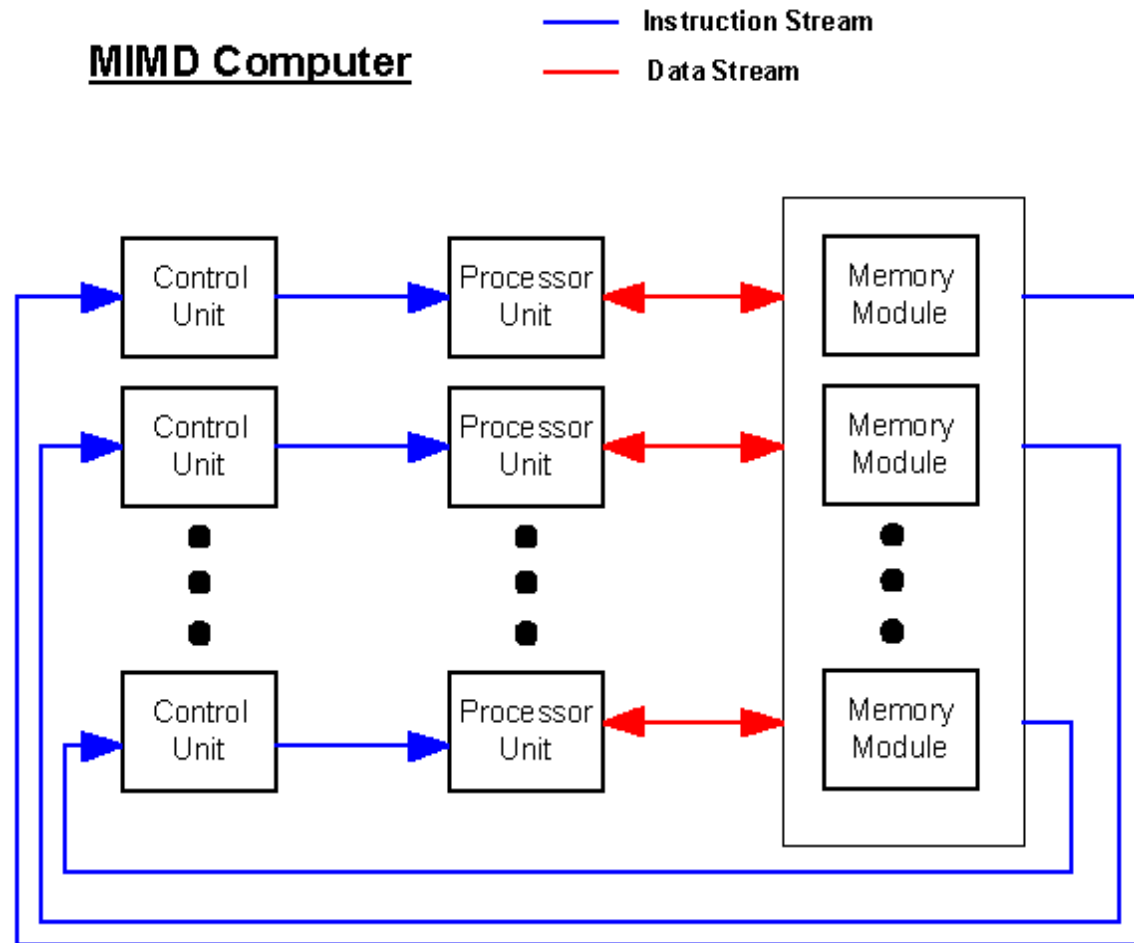 MIMD Computer
Instruction Stream
Data Stream
Control
Unit
Processor
Unit
Memory
Module
Control
Unit
Processor
Unit
Memory
Module
Control
Unit
Processor
Unit
Memory
Module